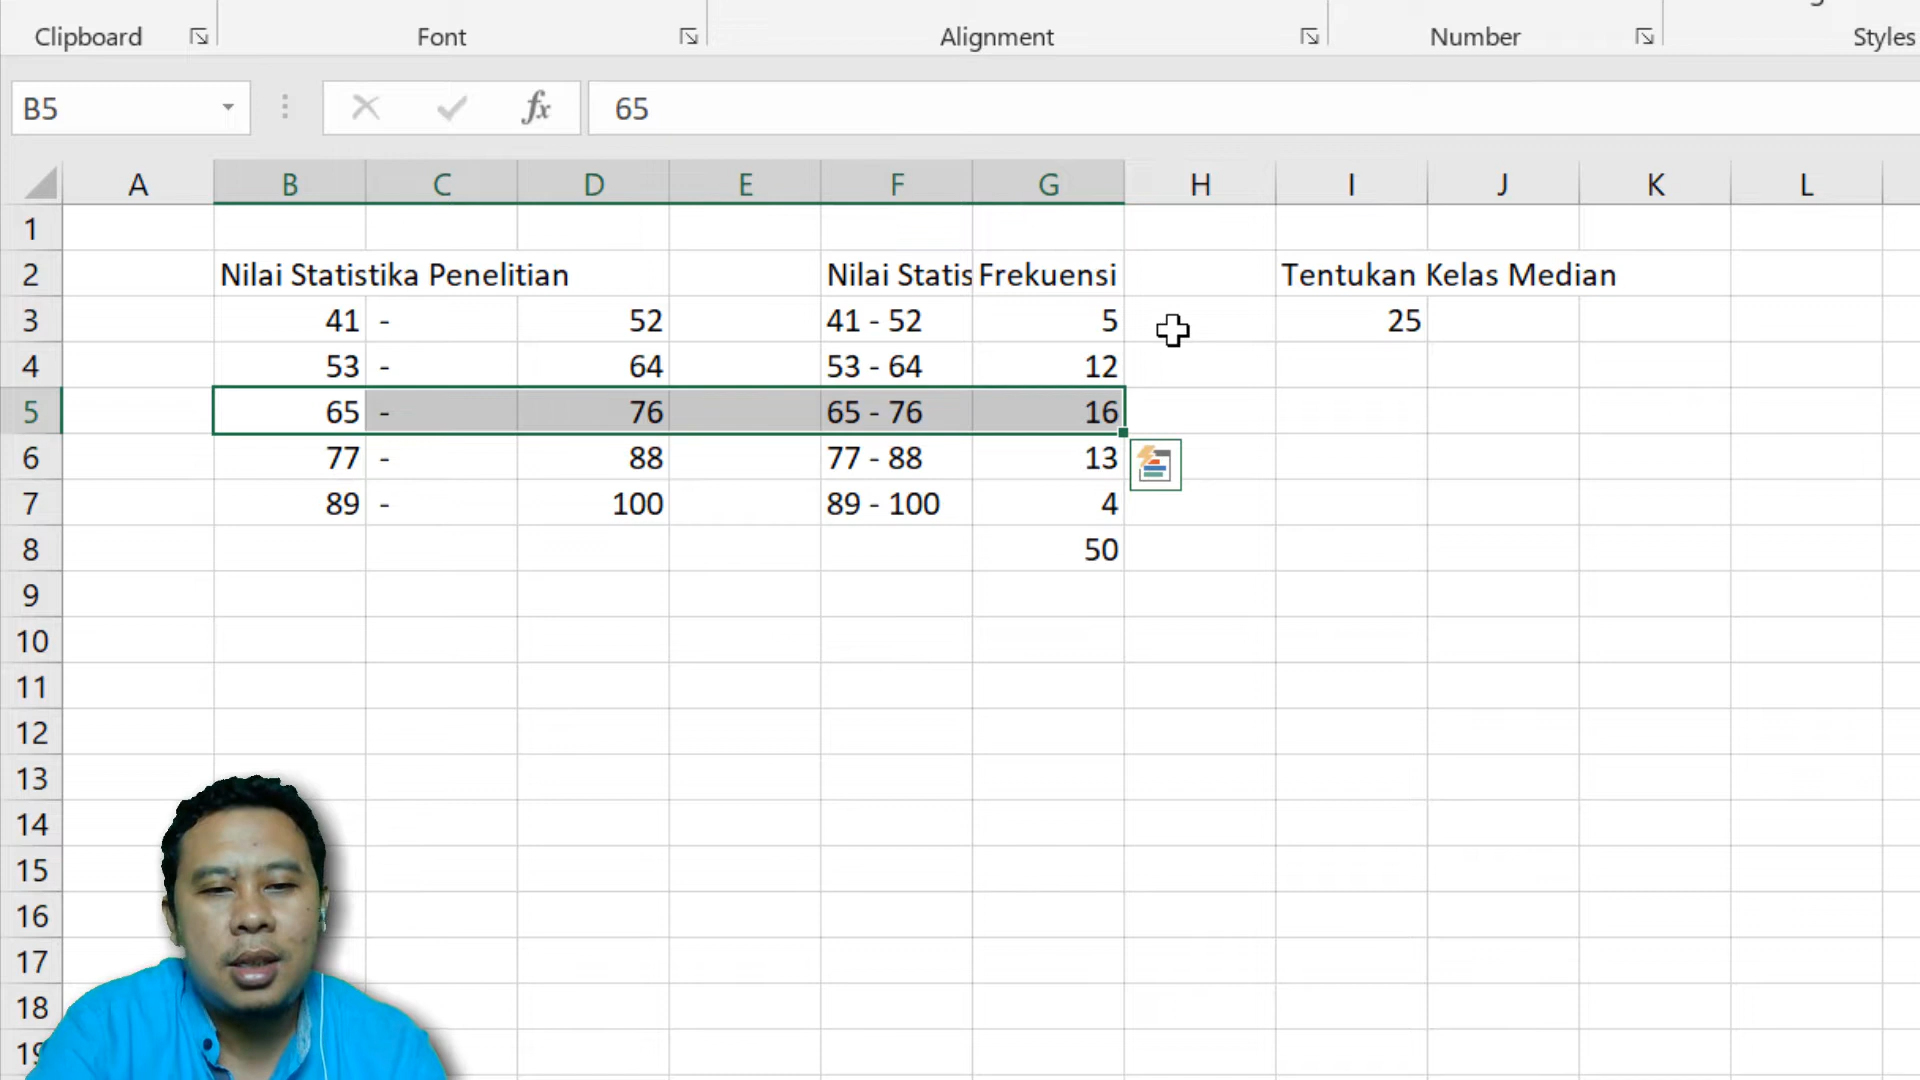 Clipboard Font Alignment Number Styles
B5 fx 65
A B C D E F G H I J K L
1
2 Nilai Statistika Penelitian Nilai Statis Frekuensi Tentukan Kelas Median
3 41 - 52 41 - 52 5 25
4 53 - 64 53 - 64 12
5 65 - 76 65 - 76 16
6 77 - 88 77 - 88 13
7 89 - 100 89 - 100 4
8 50
9
10
11
12
13
14
15
16
17
18
19